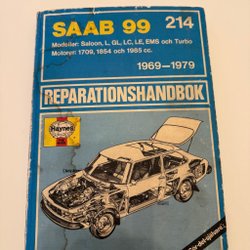 SAAB 99
214
Modeller: Saloon, L, GL, LC, LE, EMS och Turbo
Motorer: 1709, 1854 och 1985 cc.
1969—1979
REPARATIONSHANDBOK
Haynes